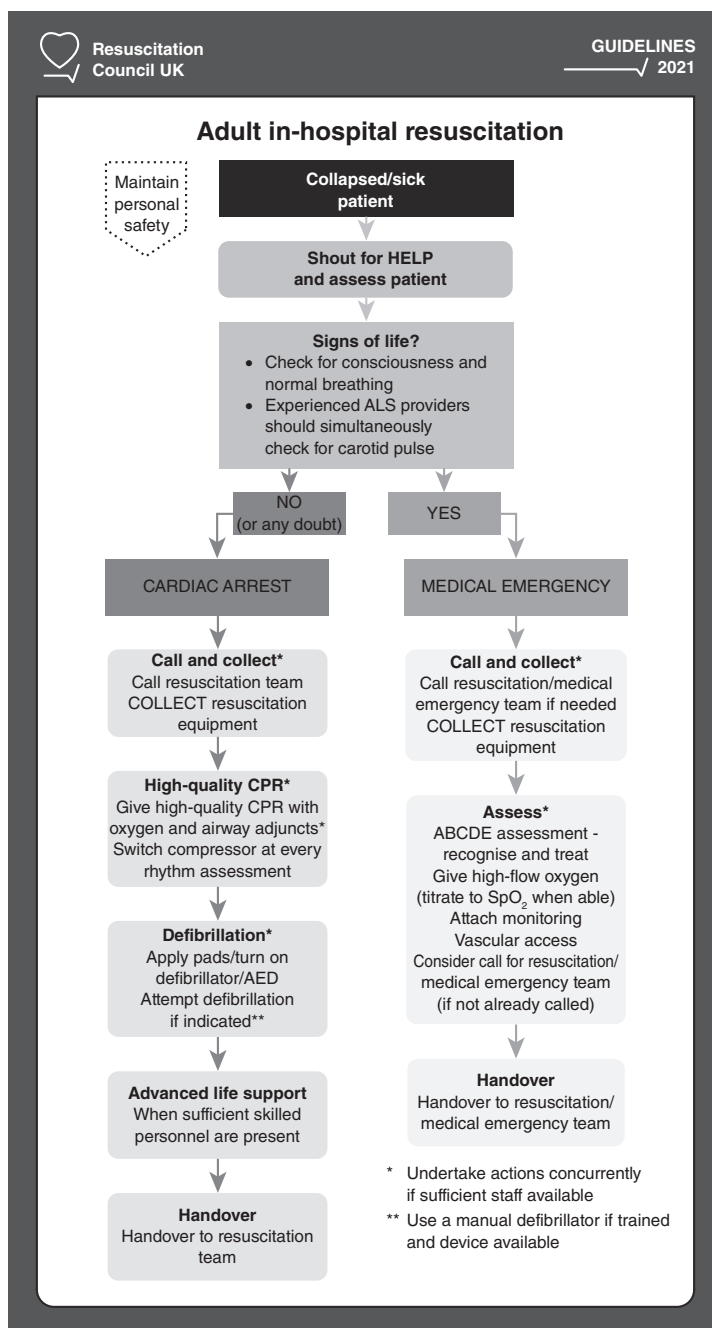 Resuscitation
Council UK
GUIDELINES
2021
Adult in-hospital resuscitation
Maintain
personal
safety
Collapsed/sick
patient
Shout for HELP
and assess patient
Signs of life?
• Check for consciousness and
normal breathing
• Experienced ALS providers
should simultaneously
check for carotid pulse
NO
(or any doubt)
YES
CARDIAC ARREST
MEDICAL EMERGENCY
Call and collect*
Call resuscitation team
COLLECT resuscitation
equipment
High-quality CPR*
Give high-quality CPR with
oxygen and airway adjuncts*
Switch compressor at every
rhythm assessment
Defibrillation*
Apply pads/turn on
defibrillator/AED
Attempt defibrillation
if indicated**
Advanced life support
When sufficient skilled
personnel are present
Handover
Handover to resuscitation
team
Call and collect*
Call resuscitation/medical
emergency team if needed
COLLECT resuscitation
equipment
Assess*
ABCDE assessment -
recognise and treat
Give high-flow oxygen
(titrate to SpO₂ when able)
Attach monitoring
Vascular access
Consider call for resuscitation/
medical emergency team
(if not already called)
Handover
Handover to resuscitation/
medical emergency team
* Undertake actions concurrently
if sufficient staff available
** Use a manual defibrillator if trained
and device available